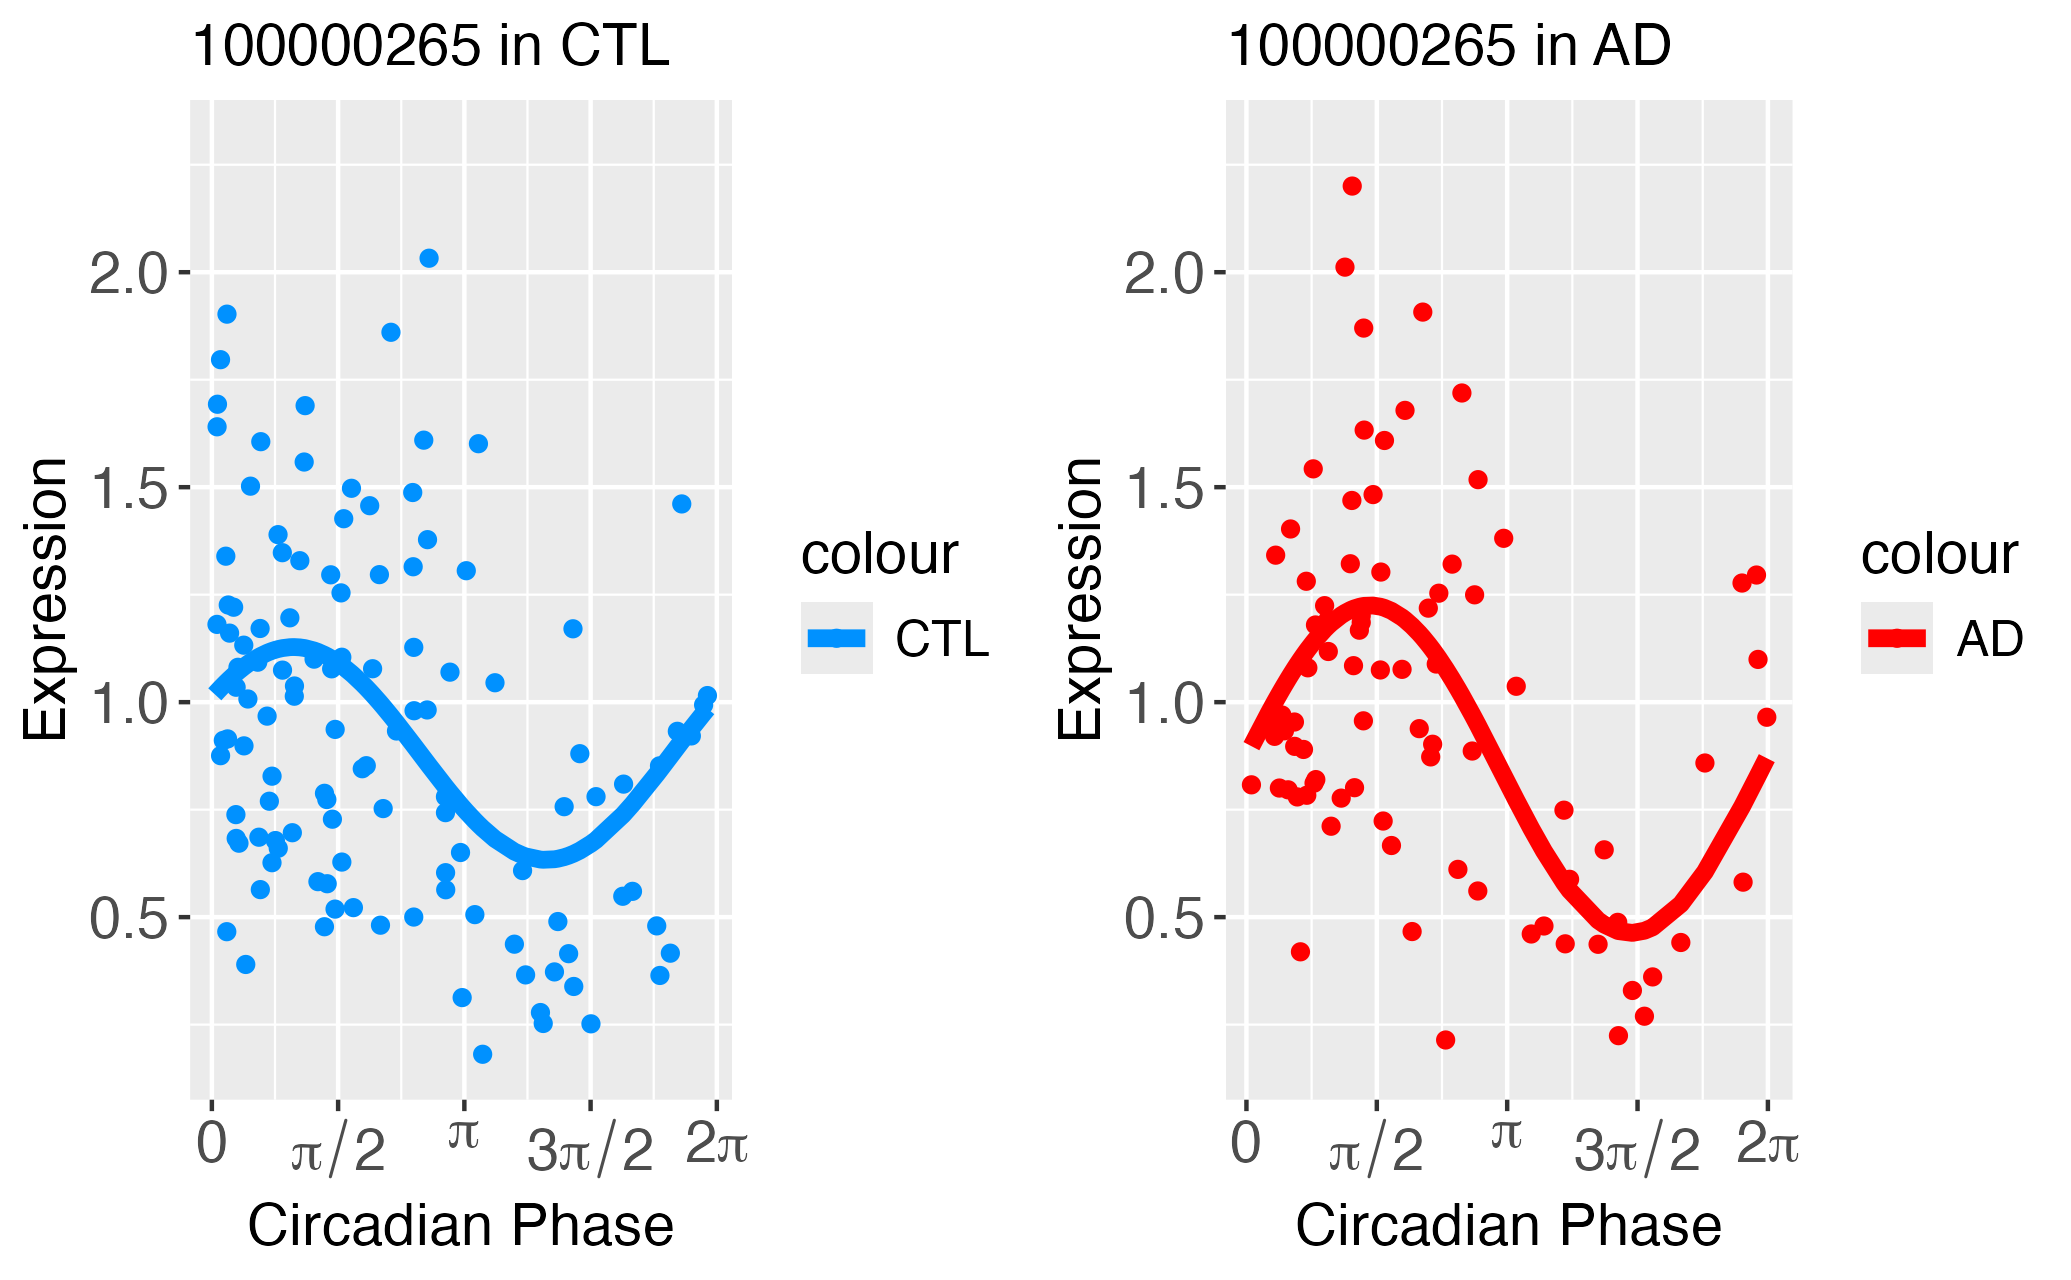 100000265 in CTL
Expression
2.0
1.5
1.0
0.5
0 π/2 π 3π/2 2π
Circadian Phase
colour
CTL
100000265 in AD
Expression
2.0
1.5
1.0
0.5
0 π/2 π 3π/2 2π
Circadian Phase
colour
AD